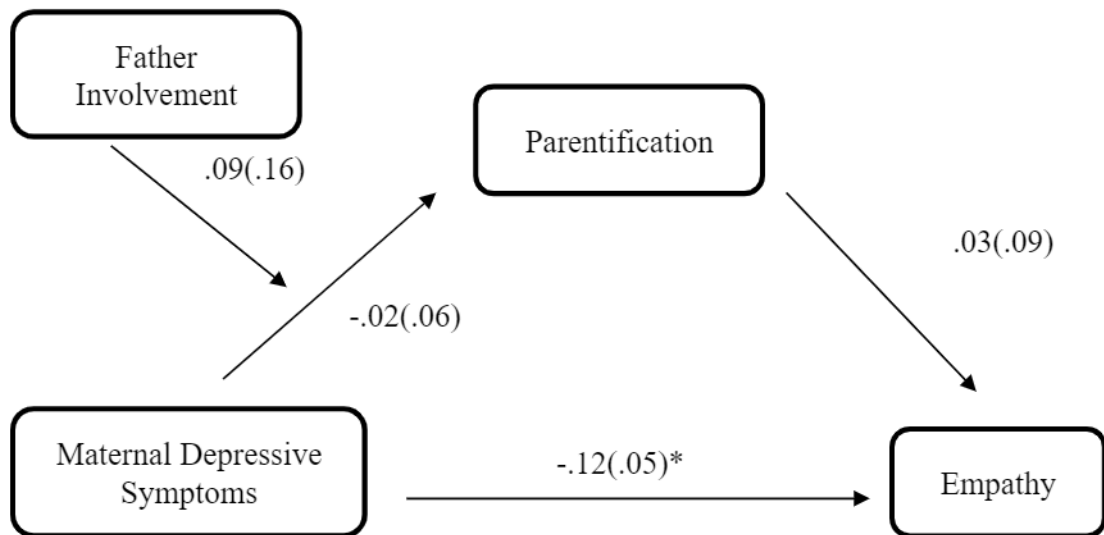 Father
Involvement
Parentification
.09(.16)
.03(.09)
-.02(.06)
Maternal Depressive
Symptoms
-.12(.05)*
Empathy